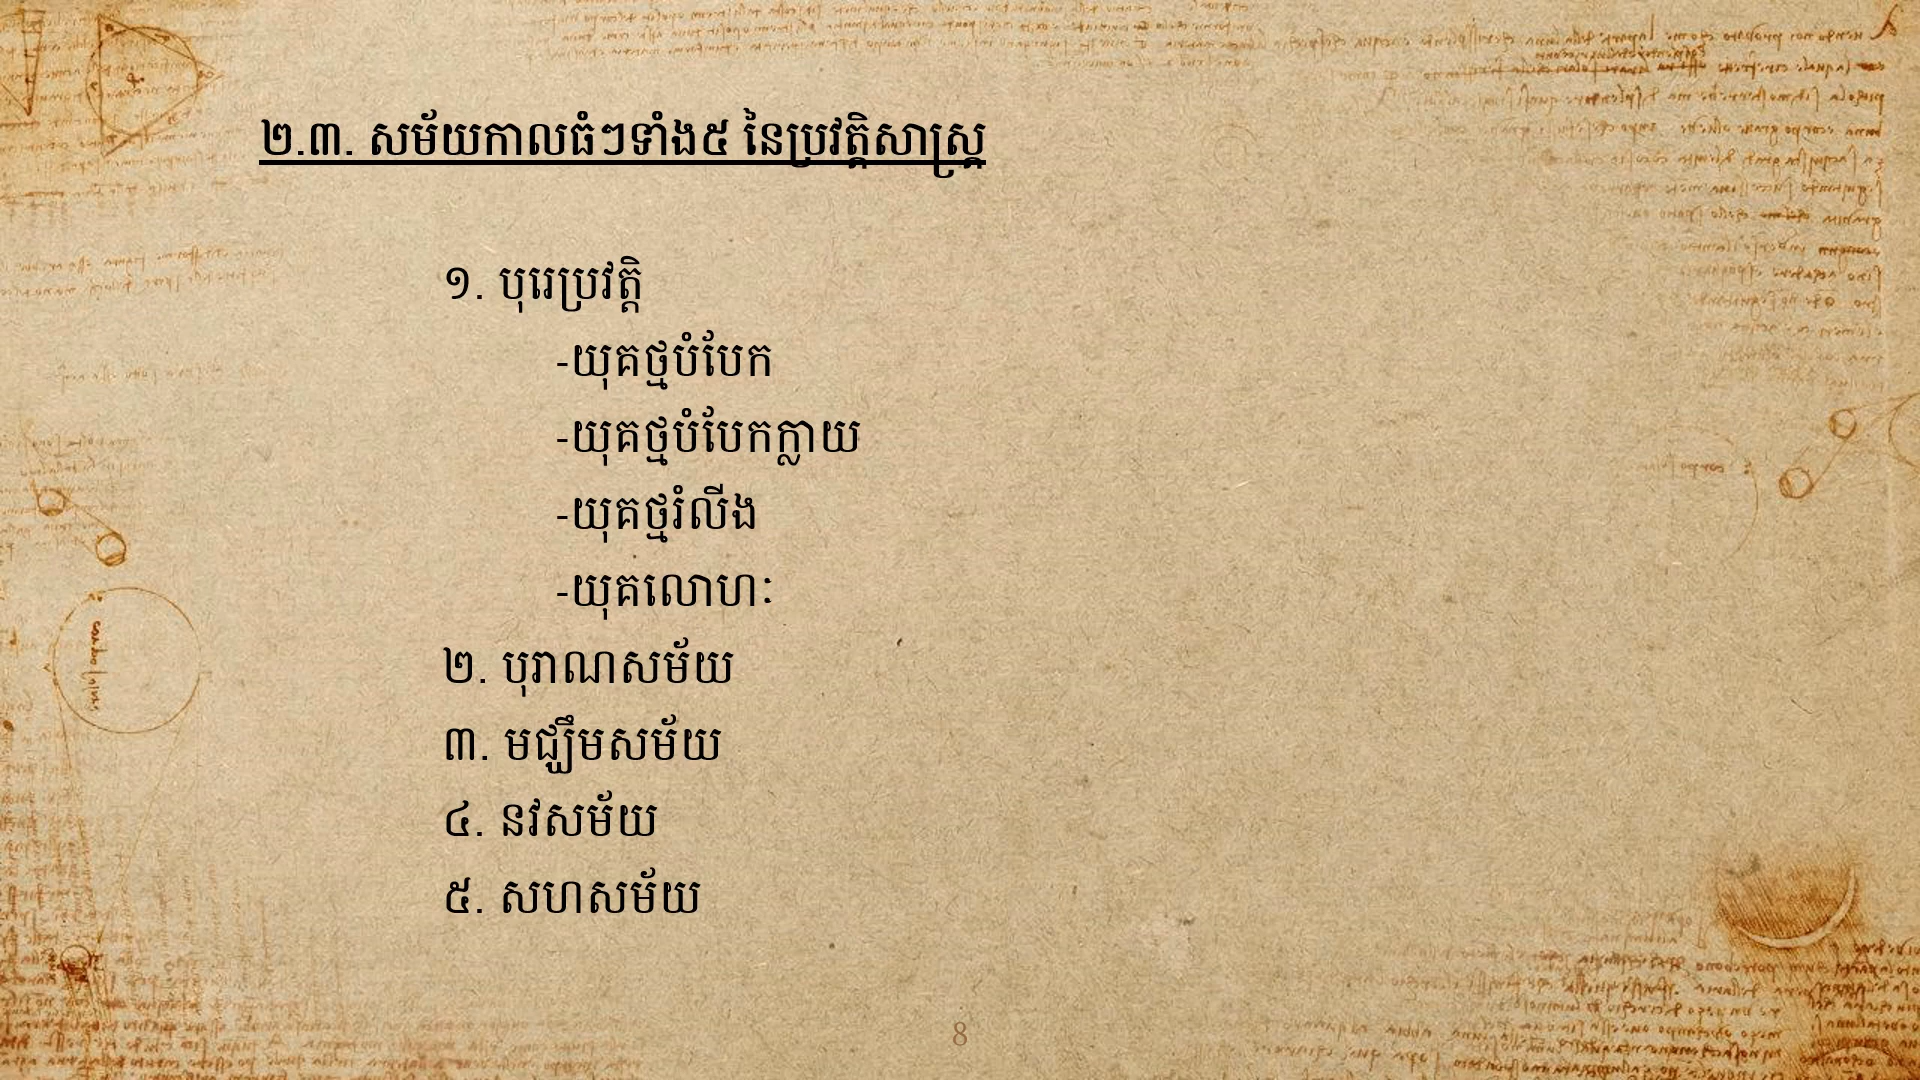 ២.៣. សម័យកាលធំៗទាំង៥ នៃប្រវត្តិសាស្ត្រ
១. បុរេប្រវត្តិ
-យុគថ្មបំបែក
-យុគថ្មបំបែកក្លាយ
-យុគថ្មរំលីង
-យុគលោហៈ
២. បុរាណសម័យ
៣. មជ្ឈឹមសម័យ
៤. នវសម័យ
៥. សហសម័យ
8